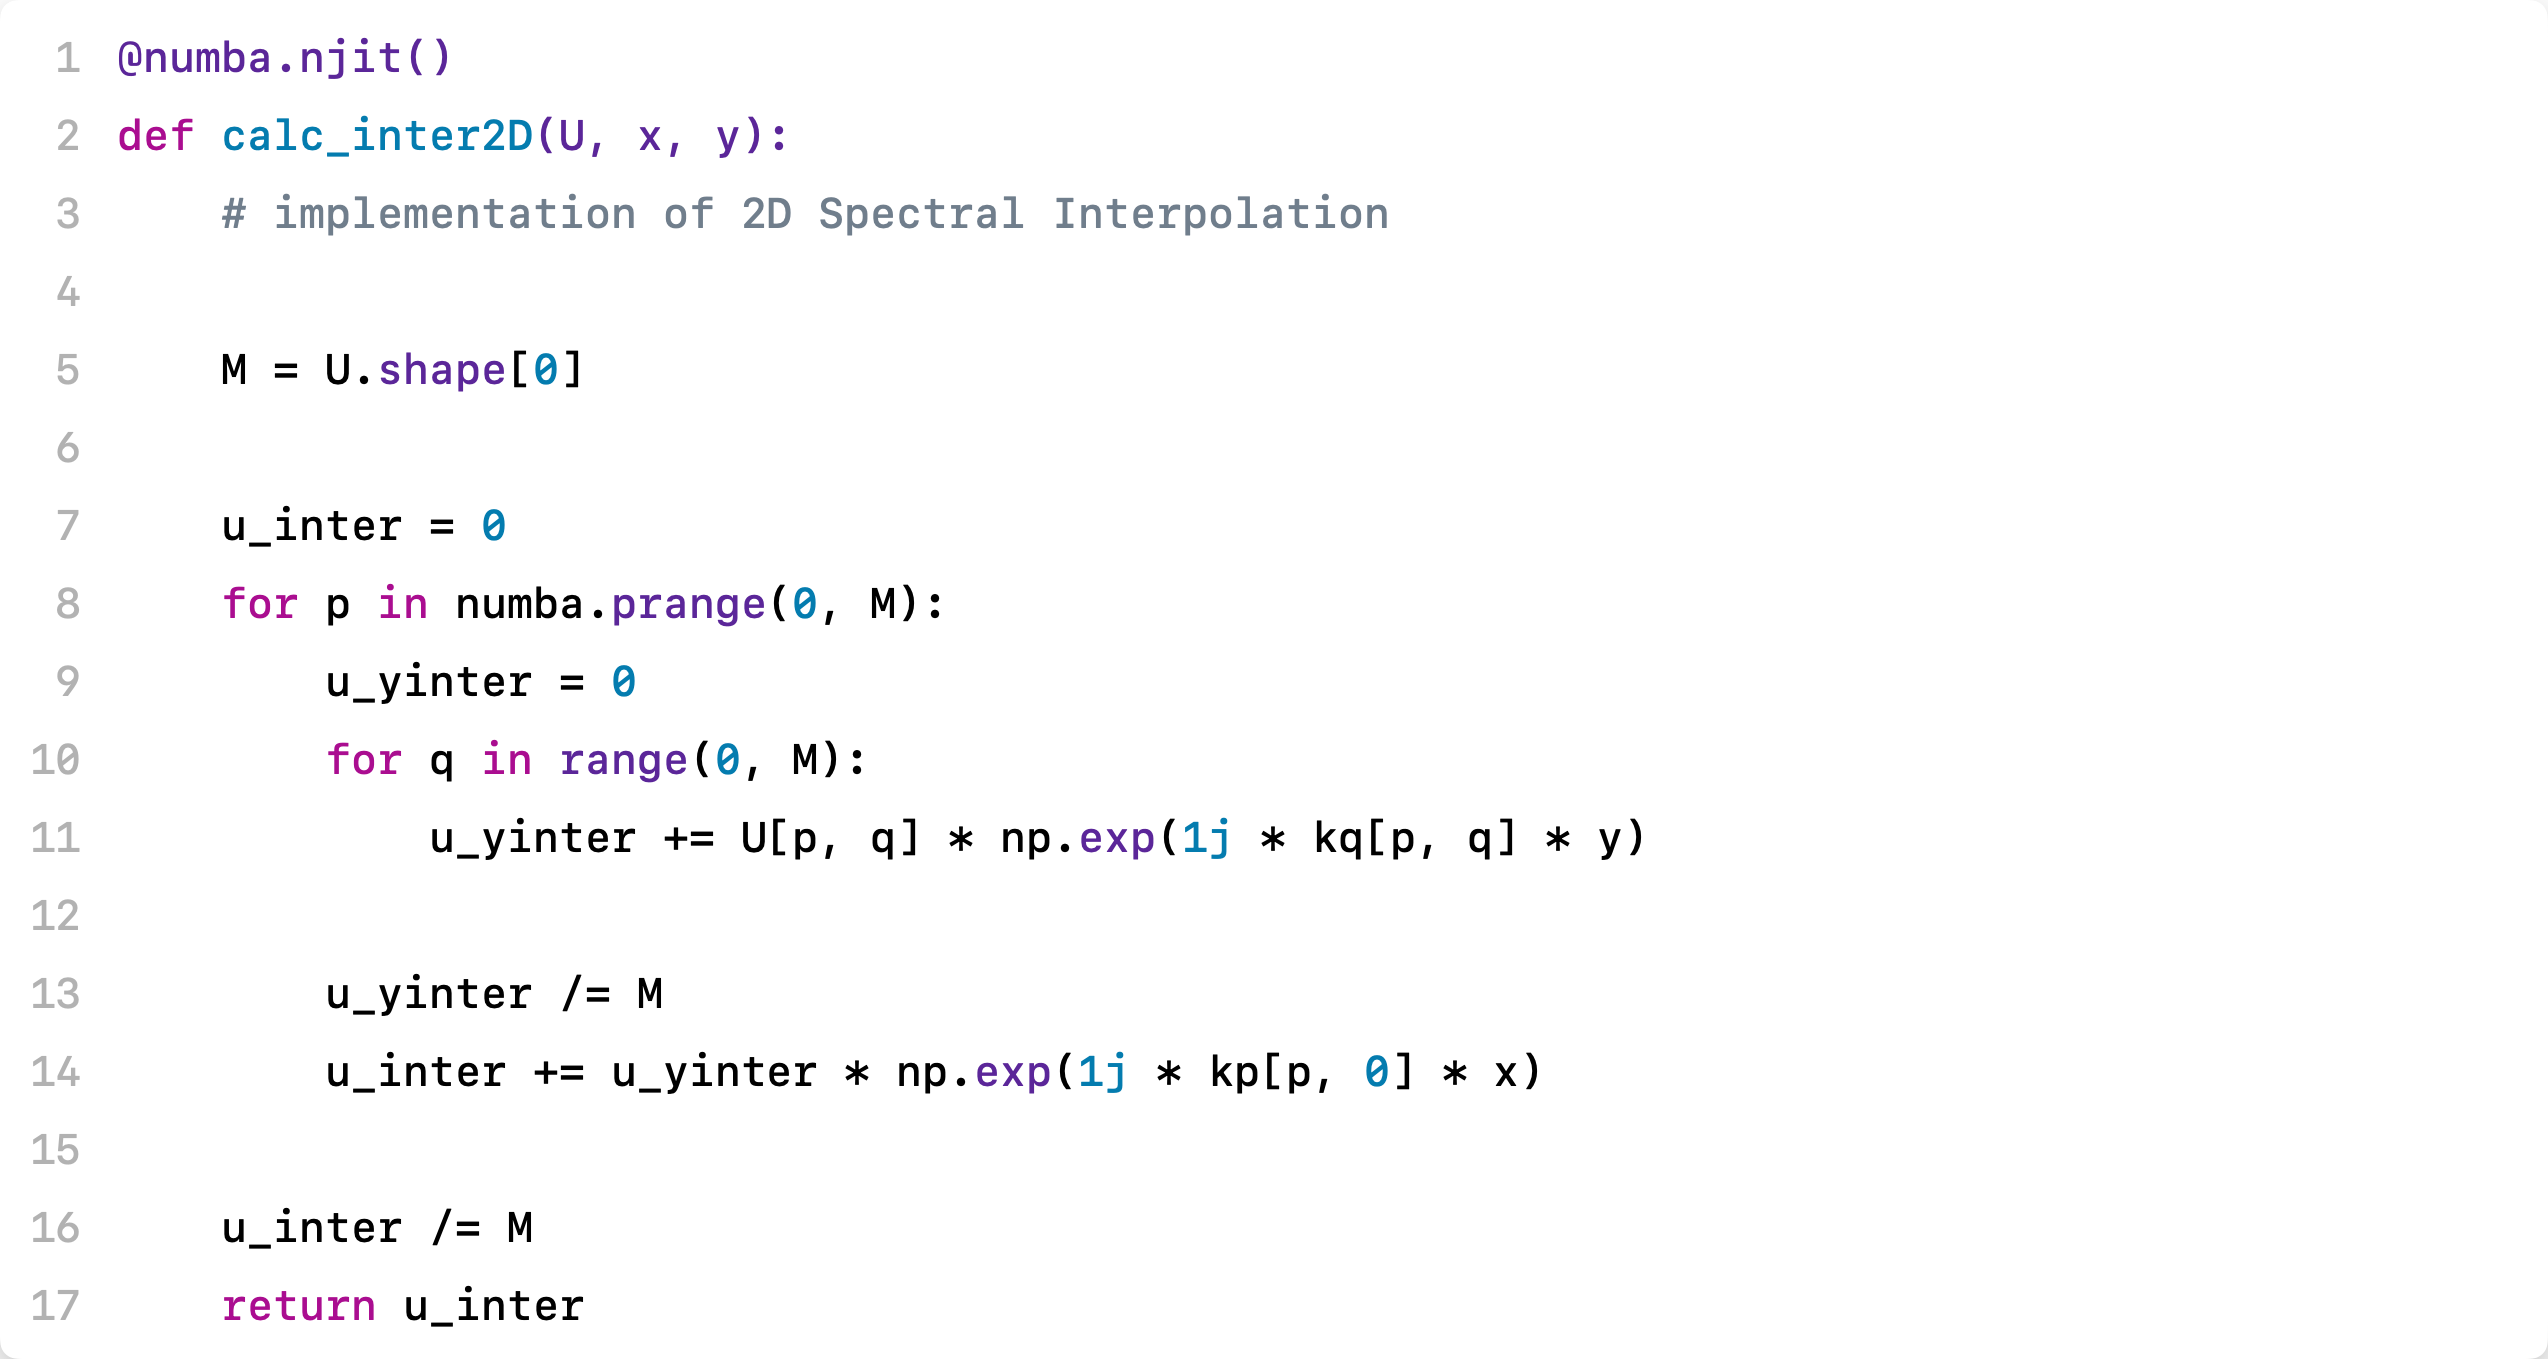 1 @numba.njit()
2 def calc_inter2D(U, x, y):
3     # implementation of 2D Spectral Interpolation
4
5     M = U.shape[0]
6
7     u_inter = 0
8     for p in numba.prange(0, M):
9         u_yinter = 0
10         for q in range(0, M):
11             u_yinter += U[p, q] * np.exp(1j * kq[p, q] * y)
12
13         u_yinter /= M
14         u_inter += u_yinter * np.exp(1j * kp[p, 0] * x)
15
16     u_inter /= M
17     return u_inter